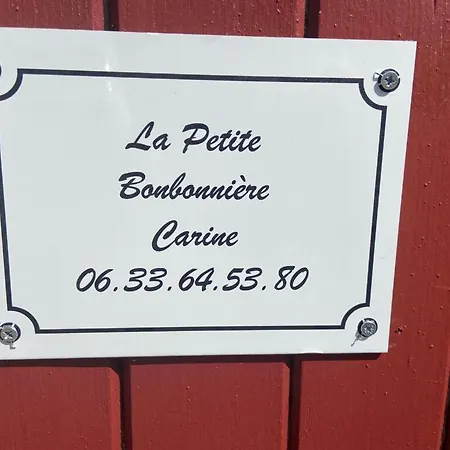 La Petite
Bonbonnière
Carine
06.33.64.53.80